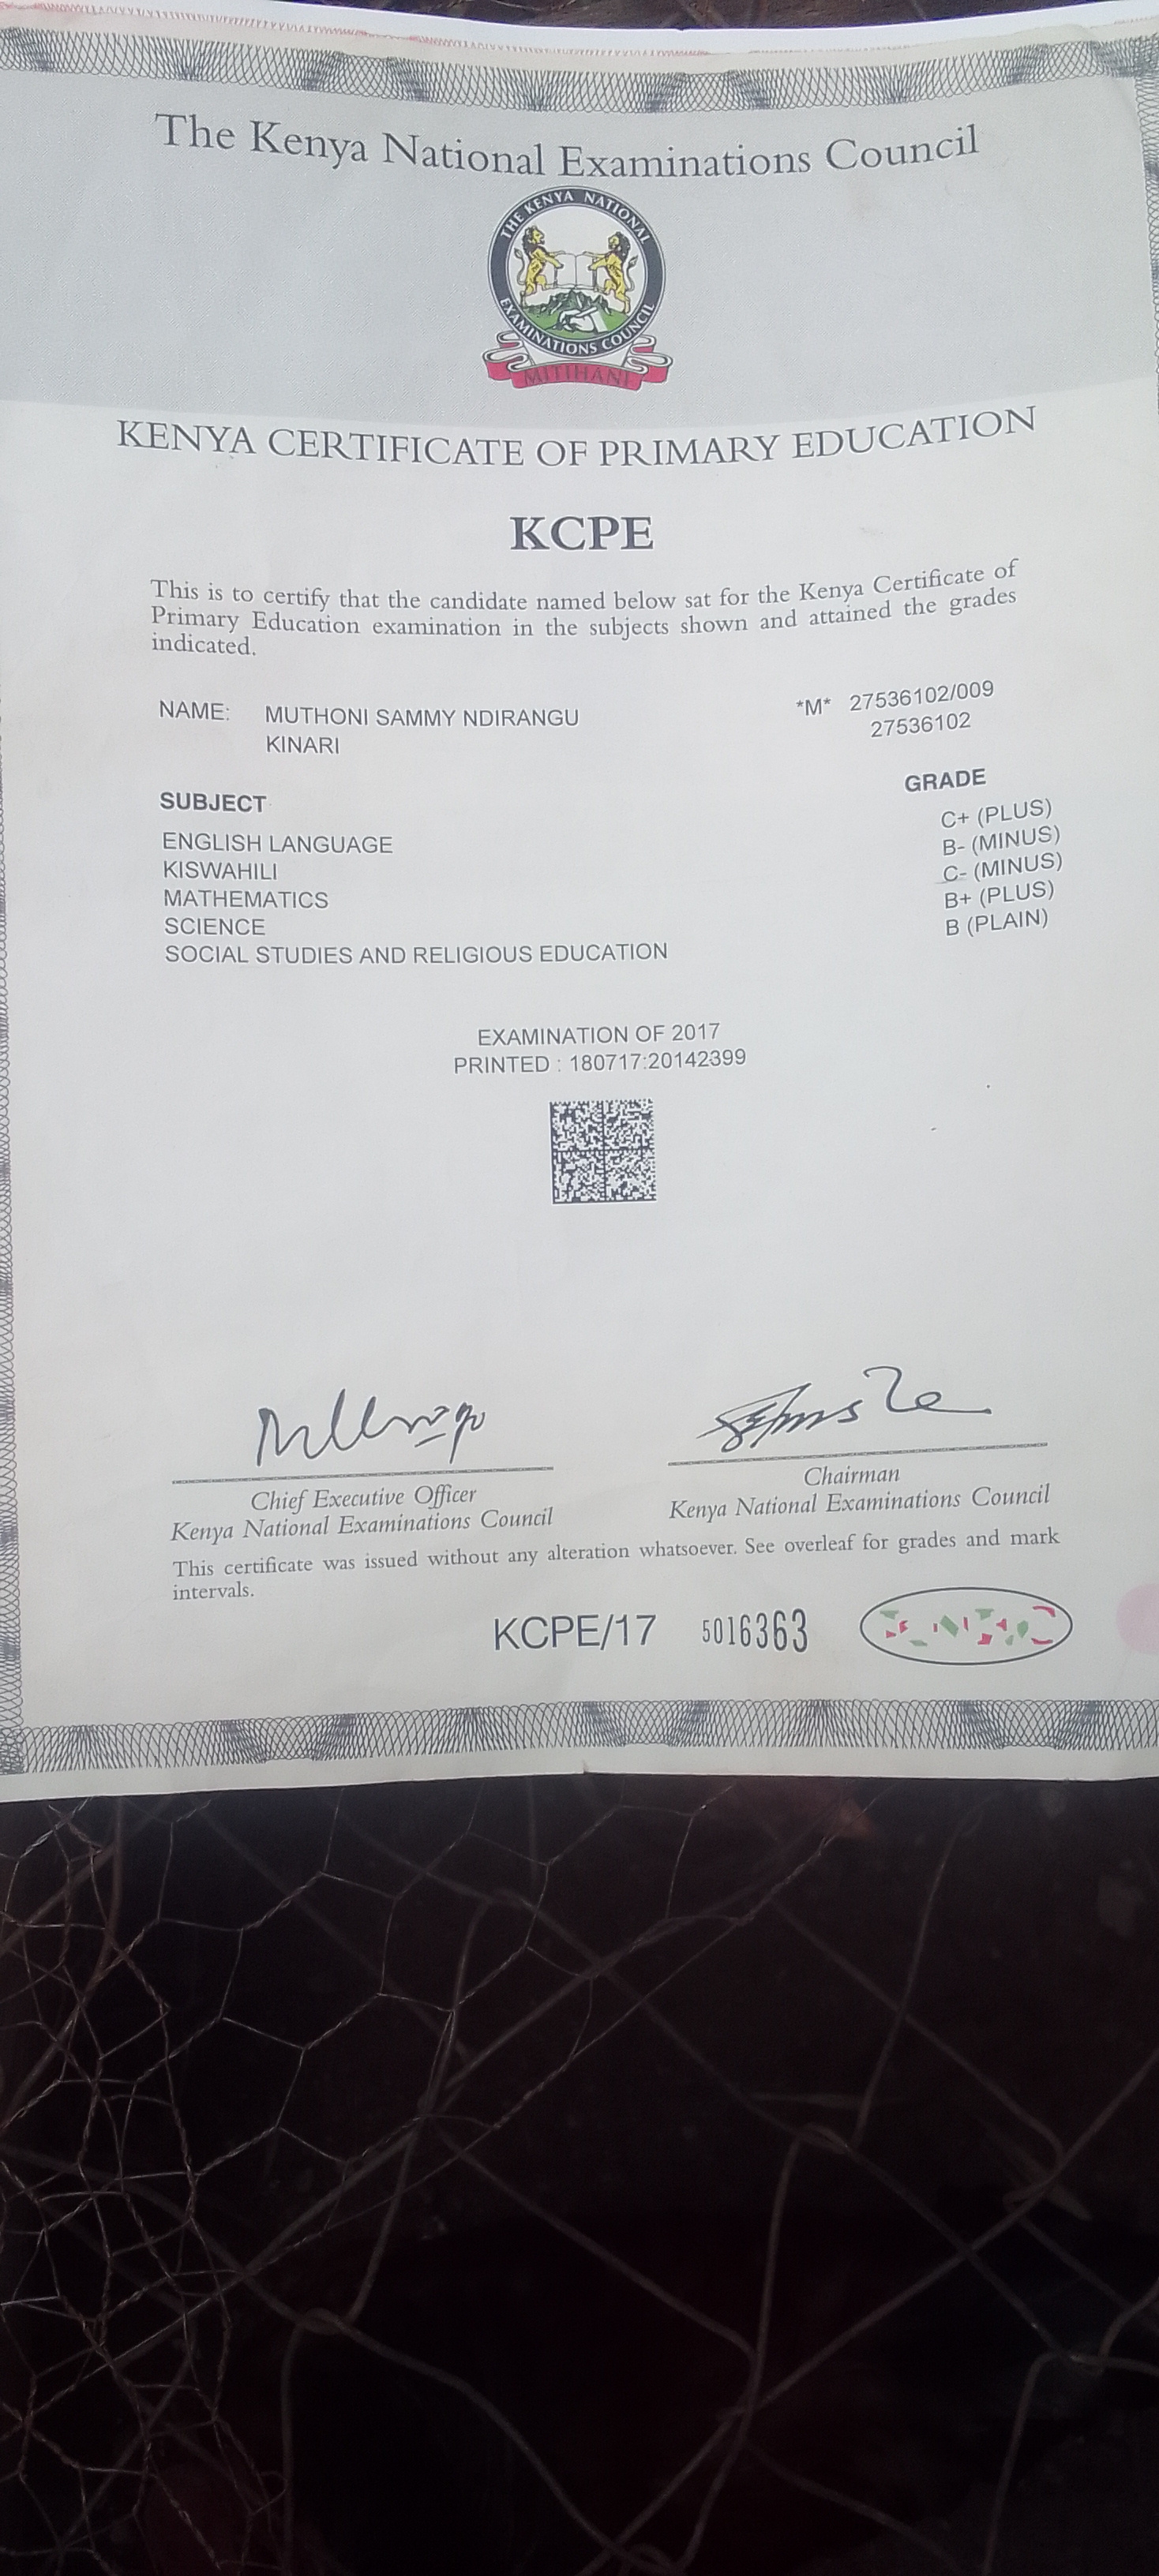 The Kenya National Examinations Council
THE KENYA NATIONAL
EXAMINATIONS COUNCIL
MITIHANI
KENYA CERTIFICATE OF PRIMARY EDUCATION
KCPE
This is to certify that the candidate named below sat for the Kenya Certificate of
Primary Education examination in the subjects shown and attained the grades
indicated.
NAME: MUTHONI SAMMY NDIRANGU *M* 27536102/009
KINARI 27536102
SUBJECT GRADE
ENGLISH LANGUAGE C+ (PLUS)
KISWAHILI B- (MINUS)
MATHEMATICS C- (MINUS)
SCIENCE B+ (PLUS)
SOCIAL STUDIES AND RELIGIOUS EDUCATION B (PLAIN)
EXAMINATION OF 2017
PRINTED : 180717:20142399
Chief Executive Officer
Kenya National Examinations Council
Chairman
Kenya National Examinations Council
This certificate was issued without any alteration whatsoever. See overleaf for grades and mark
intervals.
KCPE/17 5016363